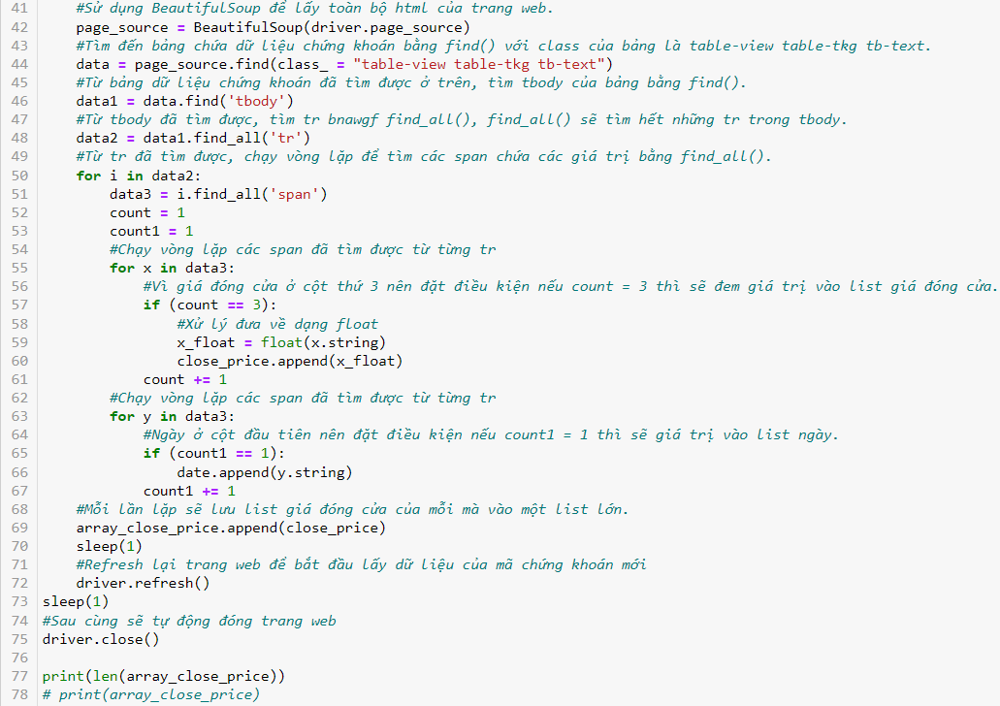 41 #Sử dụng BeautifulSoup để lấy toàn bộ html của trang web.
42 page_source = BeautifulSoup(driver.page_source)
43 #Tìm đến bảng chứa dữ liệu chứng khoán bằng find() với class của bảng là table-view table-tkg tb-text.
44 data = page_source.find(class_ = "table-view table-tkg tb-text")
45 #Từ bảng dữ liệu chứng khoán đã tìm được ở trên, tìm tbody của bảng bằng find().
46 data1 = data.find('tbody')
47 #Từ tbody đã tìm được, tìm tr bnawgf find_all(), find_all() sẽ tìm hết những tr trong tbody.
48 data2 = data1.find_all('tr')
49 #Từ tr đã tìm được, chạy vòng lặp để tìm các span chứa các giá trị bằng find_all().
50 for i in data2:
51 data3 = i.find_all('span')
52 count = 1
53 count1 = 1
54 #Chạy vòng lặp các span đã tìm được từ từng tr
55 for x in data3:
56 #Vì giá đóng cửa ở cột thứ 3 nên đặt điều kiện nếu count = 3 thì sẽ đem giá trị vào list giá đóng cửa.
57 if (count == 3):
58 #Xử lý đưa về dạng float
59 x_float = float(x.string)
60 close_price.append(x_float)
61 count += 1
62 #Chạy vòng lặp các span đã tìm được từ từng tr
63 for y in data3:
64 #Ngày ở cột đầu tiên nên đặt điều kiện nếu count1 = 1 thì sẽ giá trị vào list ngày.
65 if (count1 == 1):
66 date.append(y.string)
67 count1 += 1
68 #Mỗi lần lặp sẽ lưu list giá đóng cửa của mỗi mà vào một list lớn.
69 array_close_price.append(close_price)
70 sleep(1)
71 #Refresh lại trang web để bắt đầu lấy dữ liệu của mã chứng khoán mới
72 driver.refresh()
73 sleep(1)
74 #Sau cùng sẽ tự động đóng trang web
75 driver.close()
76
77 print(len(array_close_price))
78 # print(array_close_price)